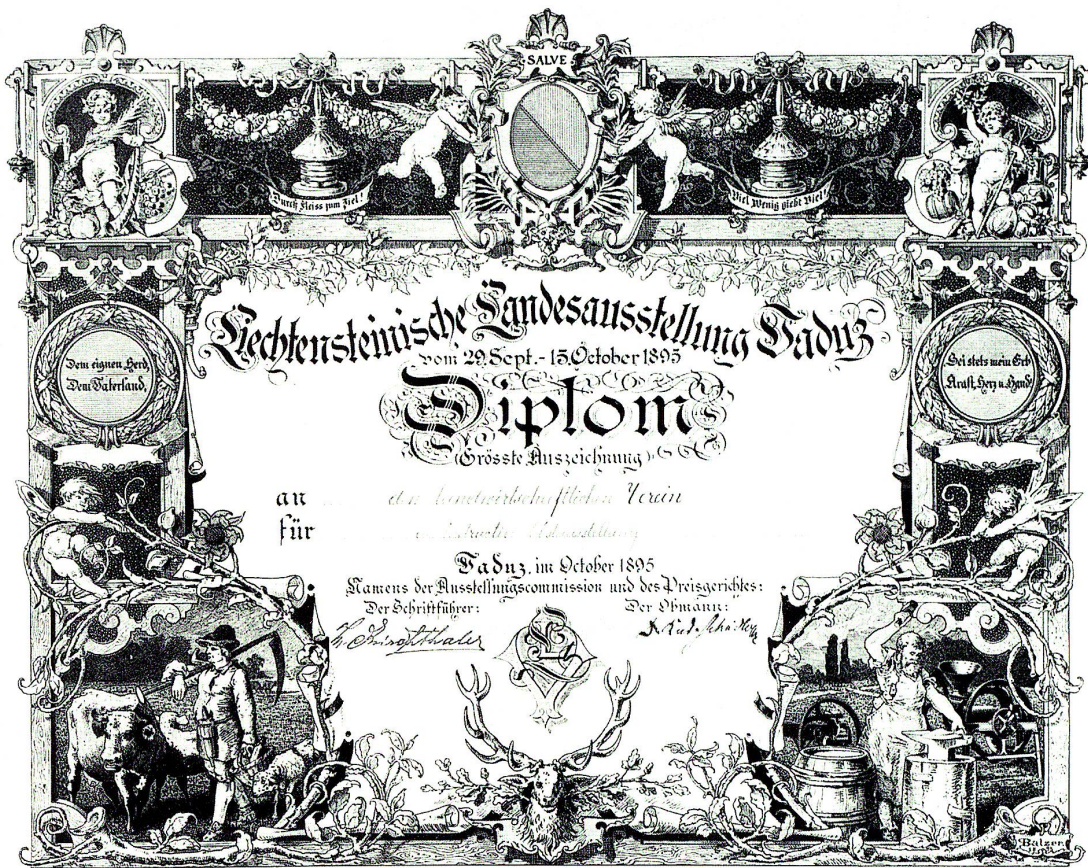 SALVE
Durch Fleiss zum Ziel!
Viel Wenig giebt Viel
Liechtensteinische Landesausstellung Vaduz
vom 29. Sept. - 15. October 1895
Diplom
(Grösste Auszeichnung)
Dem eignen Herd,
Dem Vaterland,
Sei stets mein Erb
Kraft, Herz u. Hand!
an den landwirtschaftlichen Verein
für Obstausstellung
Vaduz, im October 1895
Namens der Ausstellungscommission und des Preisgerichtes:
Der Schriftführer:
Der Obmann:
Balzer